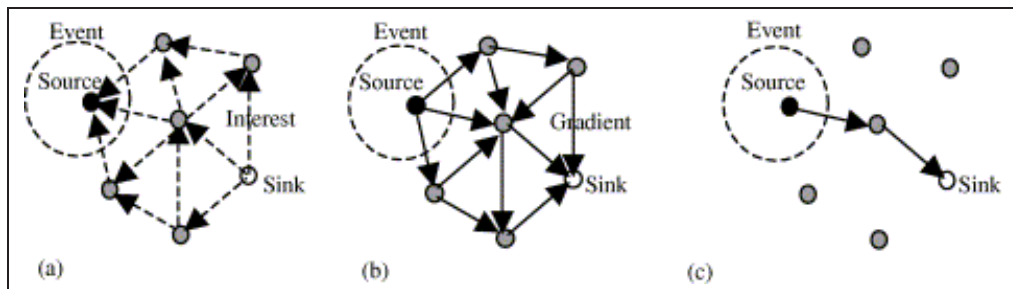 Event
Source
Interest
Sink
(a)
Event
Source
Gradient
Sink
(b)
Event
Source
Sink
(c)